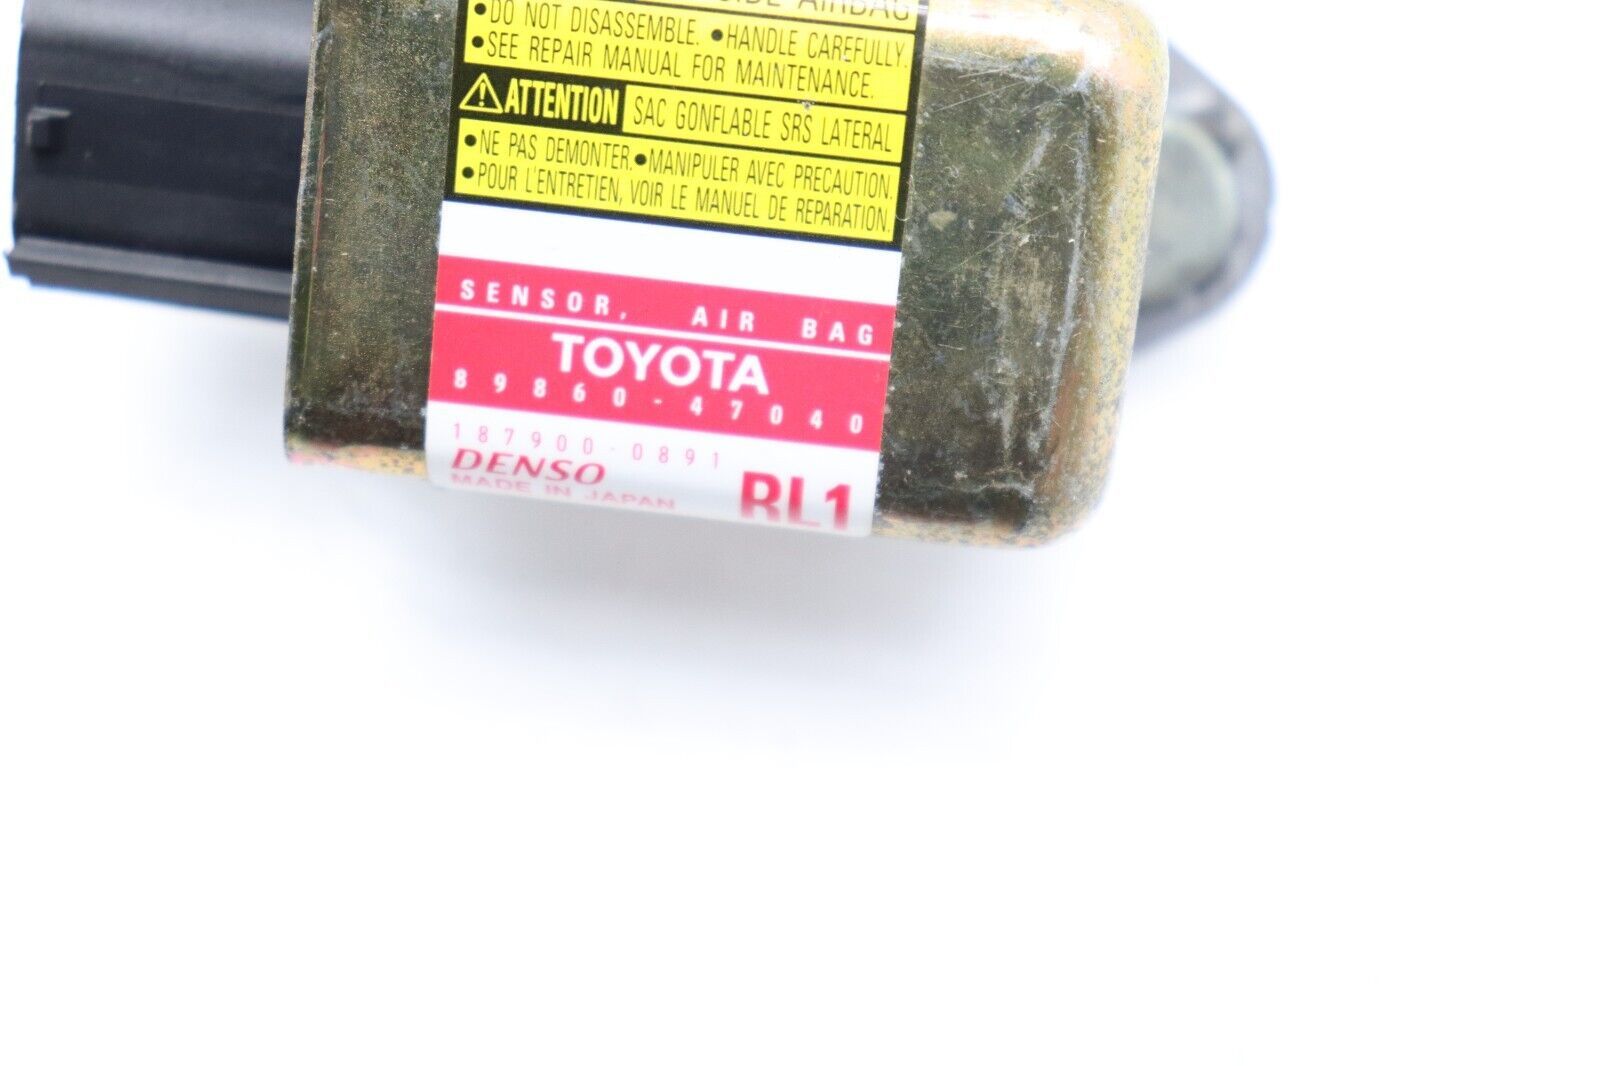 SIDE AIRBAG
•DO NOT DISASSEMBLE. •HANDLE CAREFULLY.
•SEE REPAIR MANUAL FOR MAINTENANCE.
ATTENTION SAC GONFLABLE SRS LATERAL
•NE PAS DEMONTER. •MANIPULER AVEC PRECAUTION.
•POUR L'ENTRETIEN, VOIR LE MANUEL DE REPARATION.
SENSOR, AIR BAG
TOYOTA
89860-47040
187900-0891
DENSO
MADE IN JAPAN
RL1